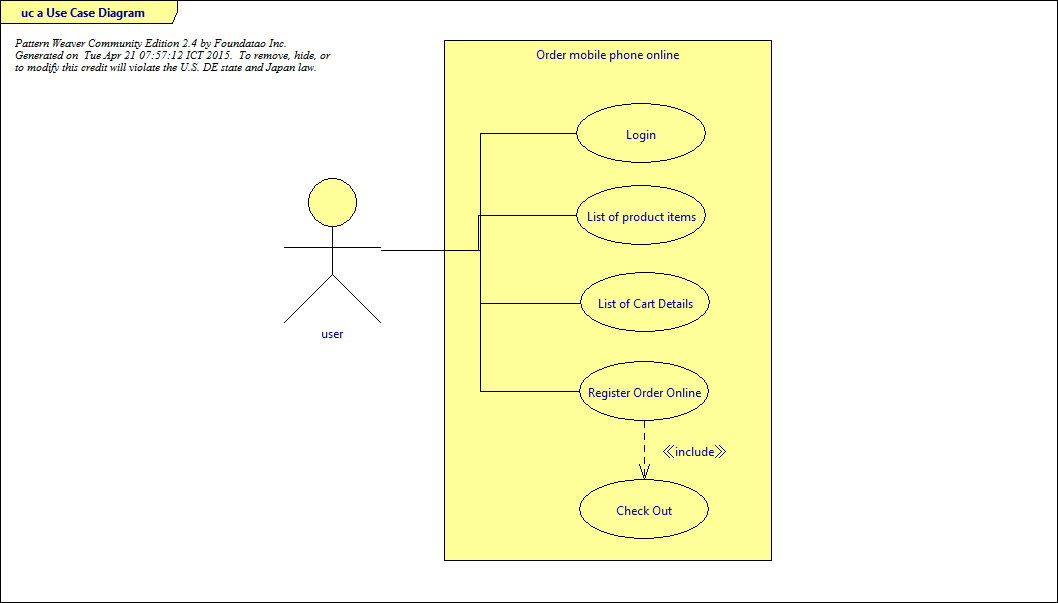 uc a Use Case Diagram
Pattern Weaver Community Edition 2.4 by Foundatao Inc.
Generated on Tue Apr 21 07:57:12 ICT 2015. To remove, hide, or
to modify this credit will violate the U.S. DE state and Japan law.
Order mobile phone online
Login
List of product items
List of Cart Details
user
Register Order Online
≪include≫
Check Out